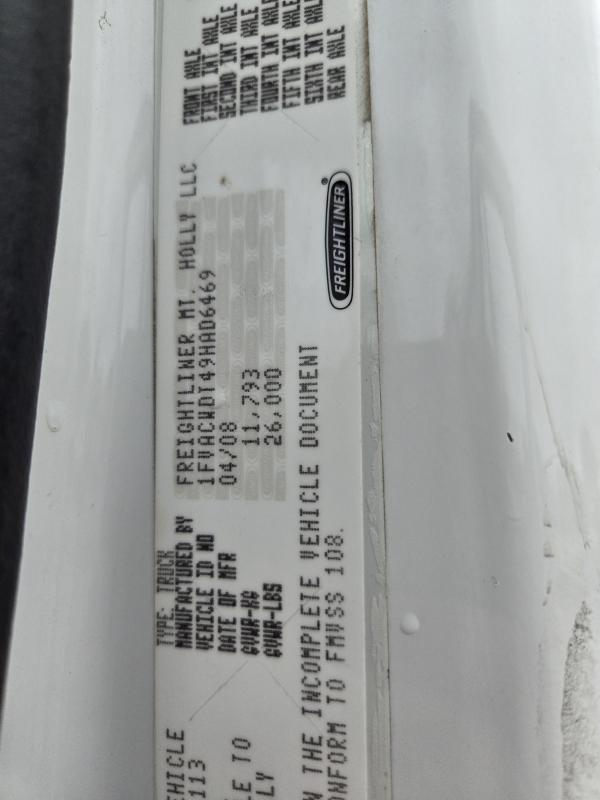 TYPE: TRUCK
MANUFACTURED BY FREIGHTLINER MT. HOLLY LLC
VEHICLE ID NO 1FVACWDT49HAD6469
DATE OF MFR 04/08
GVWR-KG 11,793
GVWR-LBS 26,000
N THE INCOMPLETE VEHICLE DOCUMENT
ONFORM TO FMVSS 108.
EHICLE
113
LE TO
LY
FRONT AXLE
FIRST INT AXLE
SECOND INT AXLE
THIRD INT AXLE
FOURTH INT AXLE
FIFTH INT AXLE
SIXTH INT AXLE
REAR AXLE
FREIGHTLINER®